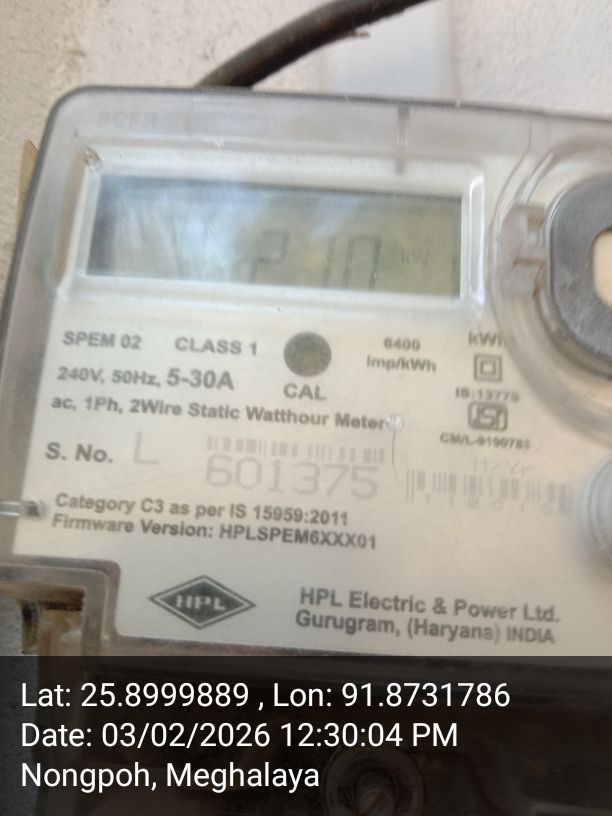 kW
SPEM 02 CLASS 1
CAL
6400
Imp/kWh
240V, 50Hz, 5-30A
ac, 1Ph, 2Wire Static Watthour Meter
IS:13779
S. No. L
601375
Category C3 as per IS 15959:2011
Firmware Version: HPLSPEM6XXX01
HPL
HPL Electric & Power Ltd.
Gurugram, (Haryana) INDIA
Lat: 25.8999889 , Lon: 91.8731786
Date: 03/02/2026 12:30:04 PM
Nongpoh, Meghalaya